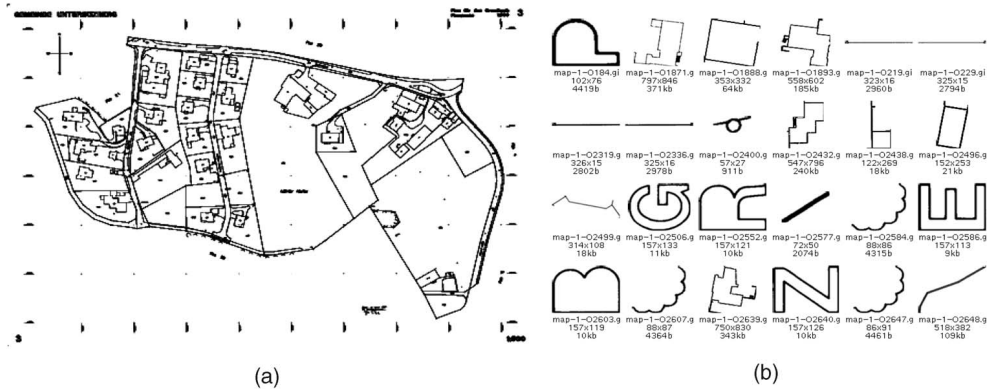 GEMEINDE UNTERBOZBERG
3
map-1-O184.gi map-1-O1871.g map-1-O1888.g map-1-O1893.g map-1-O219.gi map-1-O229.gi
102x76 797x846 353x332 558x602 323x16 325x15
4419b 371kb 64kb 185kb 2960b 2794b
map-1-O2319.g map-1-O2336.g map-1-O2400.g map-1-O2432.g map-1-O2438.g map-1-O2496.g
326x15 325x16 57x27 547x796 122x269 152x253
2802b 2978b 911b 240kb 18kb 21kb
G R E
map-1-O2499.g map-1-O2506.g map-1-O2552.g map-1-O2577.g map-1-O2584.g map-1-O2586.g
314x108 157x133 157x121 72x50 88x86 157x113
18kb 11kb 10kb 2074b 4315b 9kb
B N
map-1-O2603.g map-1-O2607.g map-1-O2639.g map-1-O2640.g map-1-O2647.g map-1-O2648.g
157x119 88x87 750x830 157x126 86x91 518x382
10kb 4364b 343kb 10kb 4461b 109kb
3
(a) (b)